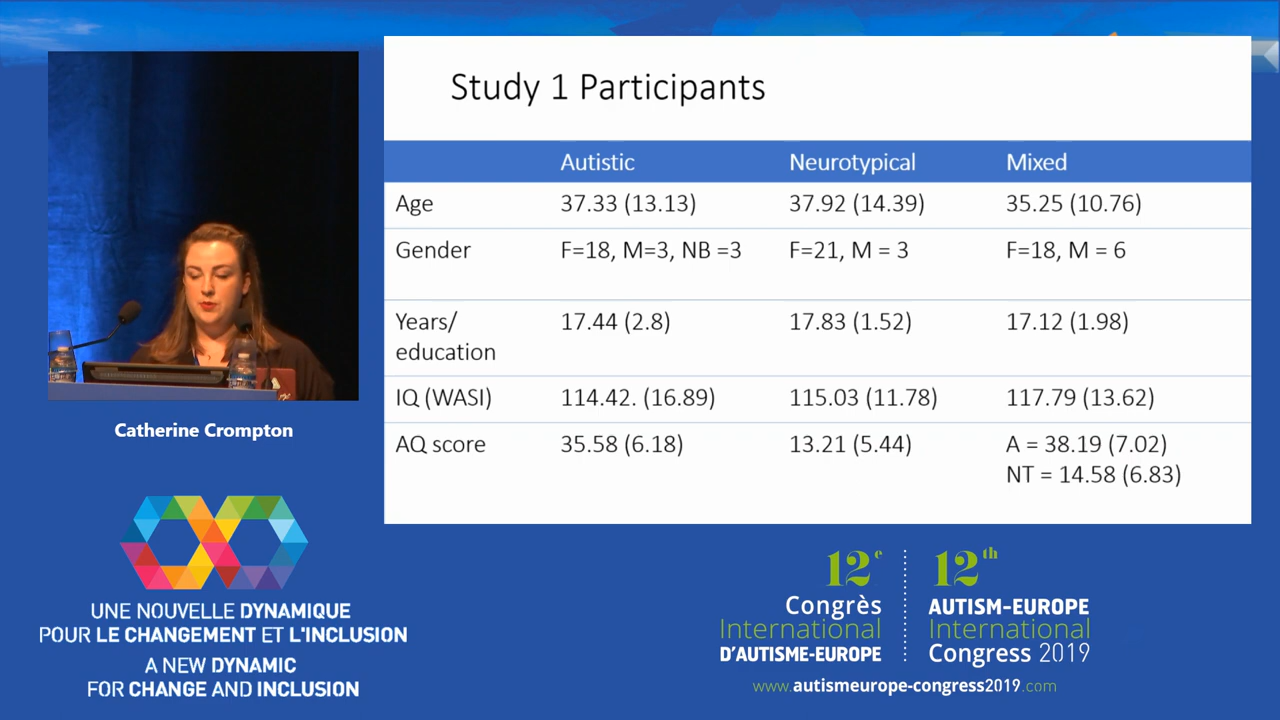 Study 1 Participants
Autistic Neurotypical Mixed
Age 37.33 (13.13) 37.92 (14.39) 35.25 (10.76)
Gender F=18, M=3, NB =3 F=21, M = 3 F=18, M = 6
Years/
education 17.44 (2.8) 17.83 (1.52) 17.12 (1.98)
IQ (WASI) 114.42. (16.89) 115.03 (11.78) 117.79 (13.62)
AQ score 35.58 (6.18) 13.21 (5.44) A = 38.19 (7.02)
NT = 14.58 (6.83)
Catherine Crompton
UNE NOUVELLE DYNAMIQUE
POUR LE CHANGEMENT ET L'INCLUSION
A NEW DYNAMIC
FOR CHANGE AND INCLUSION
12e
Congrès
International
D'AUTISME-EUROPE
12th
AUTISM-EUROPE
International
Congress 2019
www.autismeurope-congress2019.com